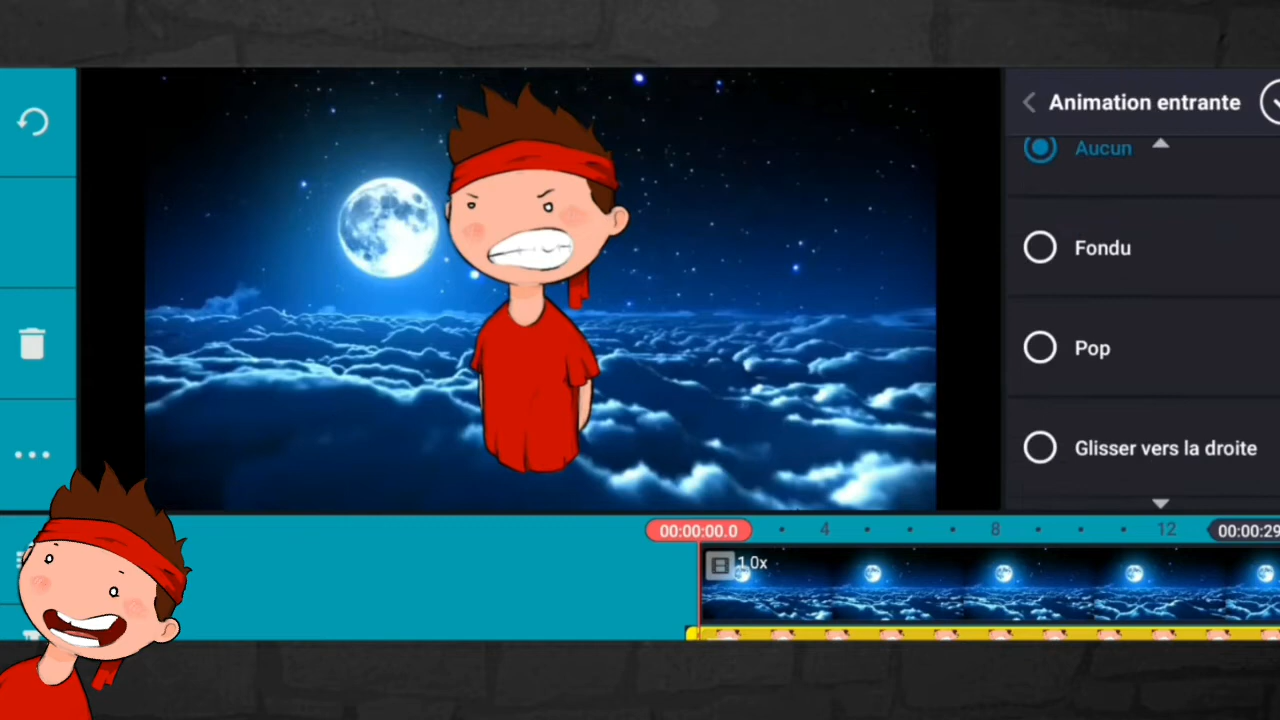 Animation entrante
Aucun
Fondu
Pop
Glisser vers la droite
00:00:00.0
4
8
12
00:00:29
1.0x